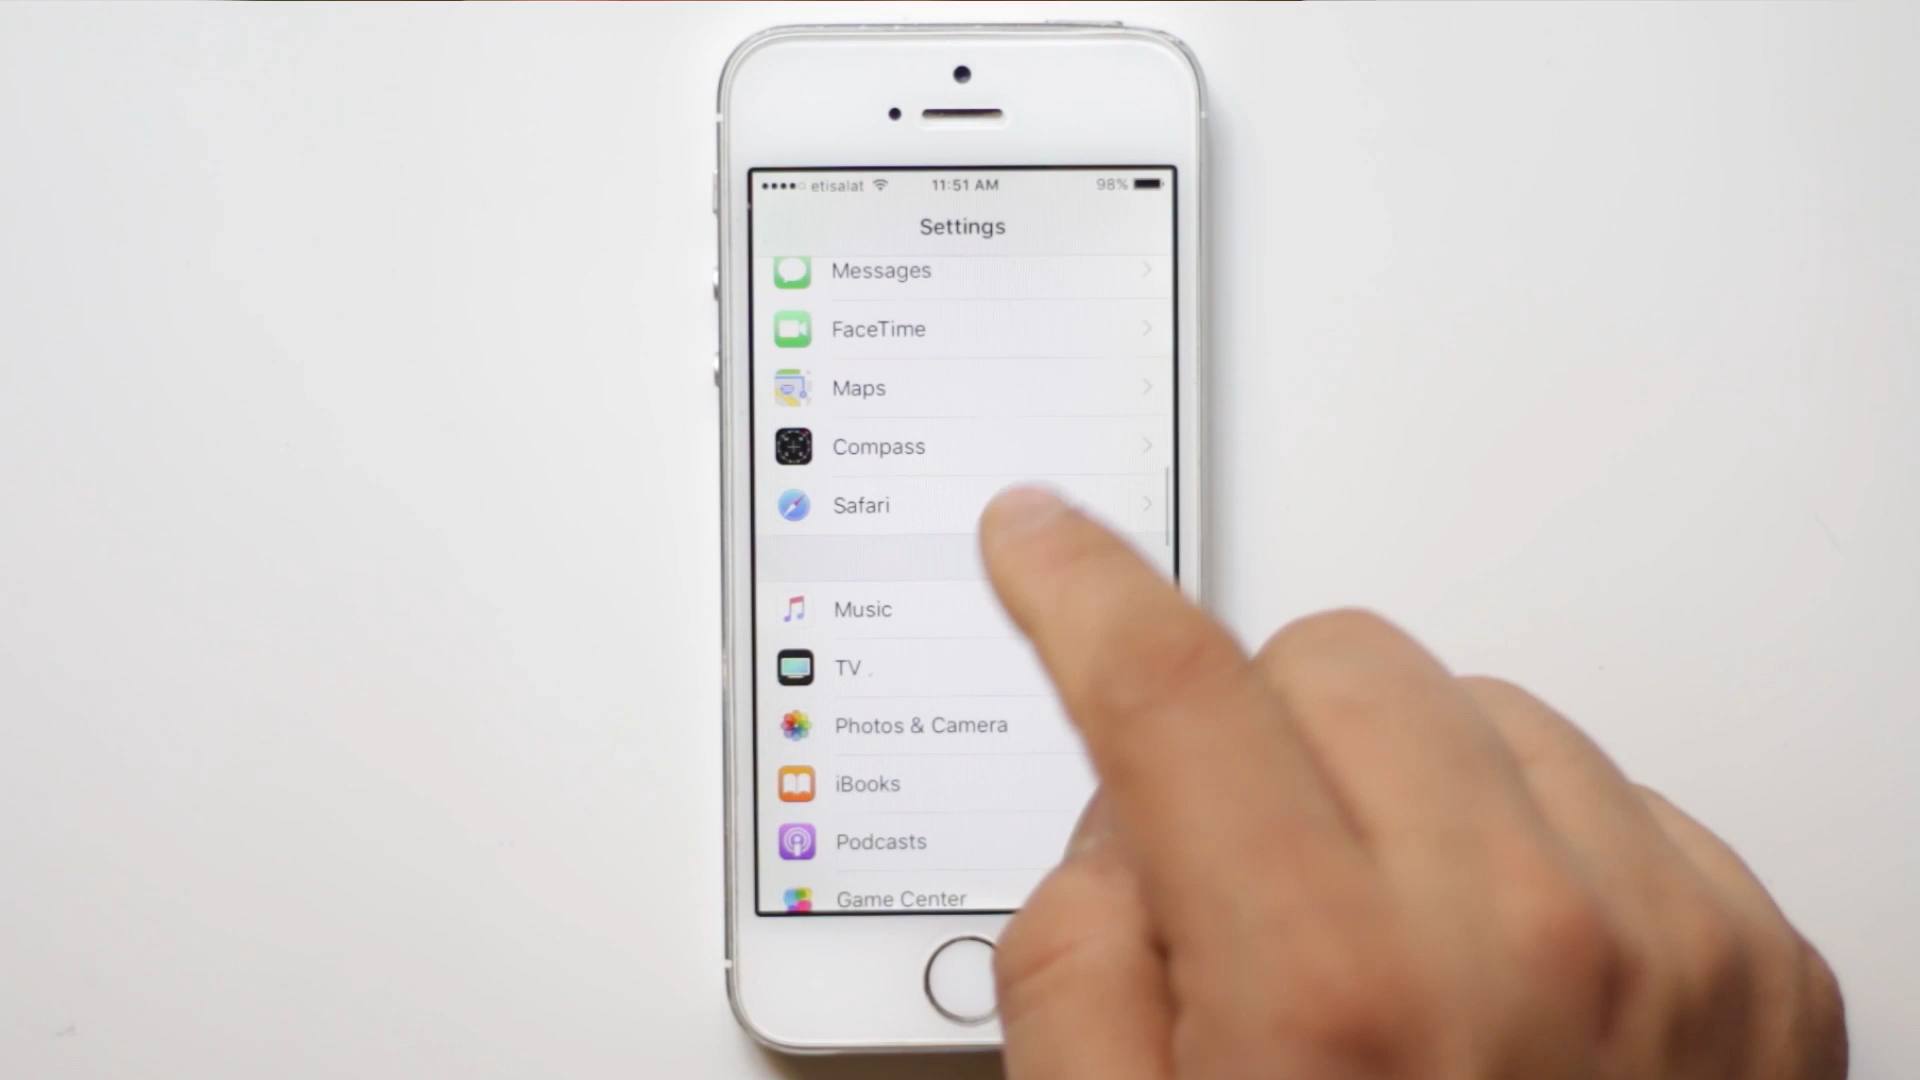 etisalat 11:51 AM 98%
Settings
Messages
FaceTime
Maps
Compass
Safari
Music
TV
Photos & Camera
iBooks
Podcasts
Game Center